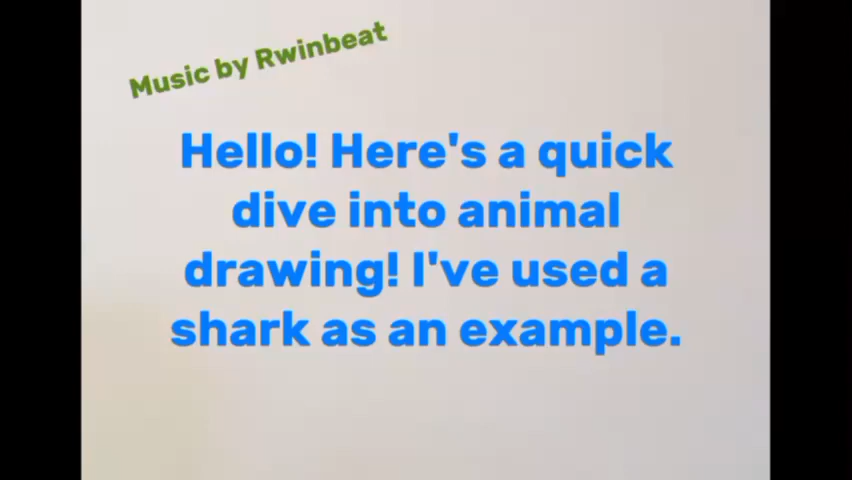 Music by Rwinbeat
Hello! Here's a quick
dive into animal
drawing! I've used a
shark as an example.